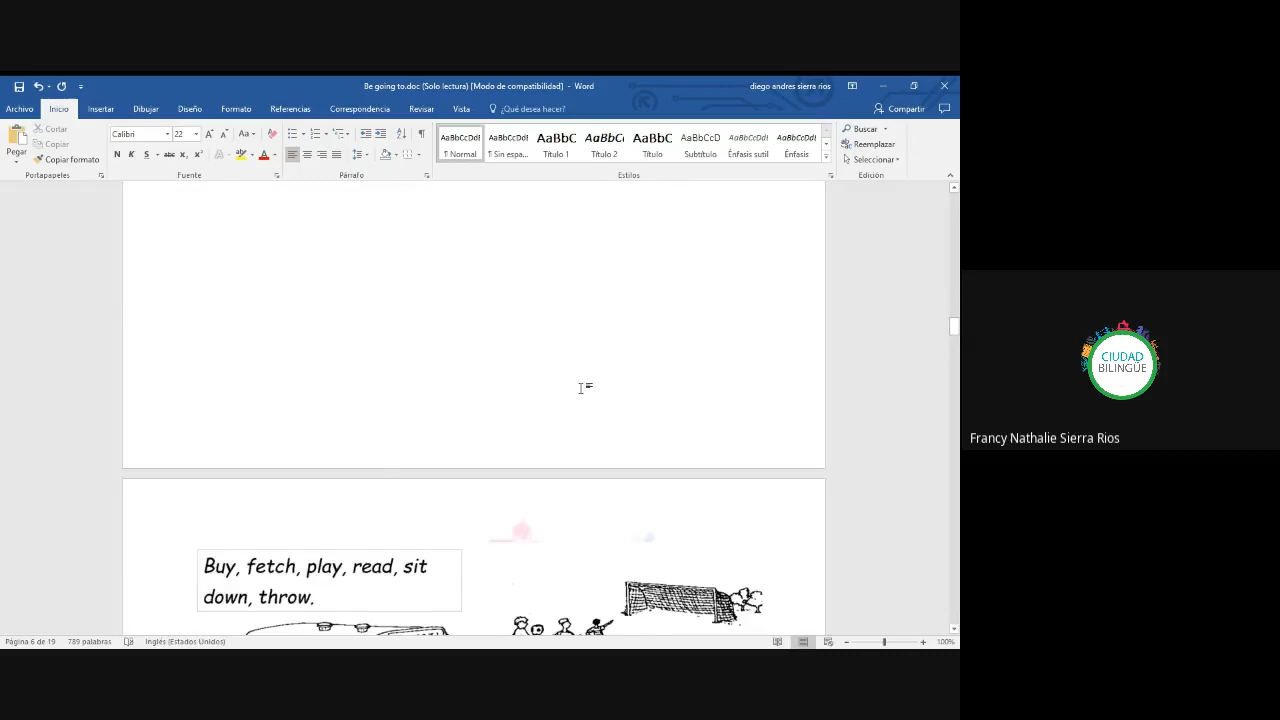 Be going to.doc (Solo lectura) [Modo de compatibilidad] - Word
diego andres sierra rios
Archivo Inicio Insertar Dibujar Diseño Formato Referencias Correspondencia Revisar Vista ¿Qué desea hacer? Compartir
Pegar
Cortar
Copiar
Copiar formato
Portapapeles
Calibri 22
N K S abc x₂ x²
Fuente
Párrafo
AaBbCcDdI AaBbCcDdI AaBbC AaBbCc AaBbC AaBbCcD AaBbCcDdI AaBbCcDdI
¶ Normal ¶ Sin espa... Título 1 Título 2 Título Subtítulo Énfasis sutil Énfasis
Estilos
Buscar
Reemplazar
Seleccionar
Edición
Buy, fetch, play, read, sit
down, throw.
Página 6 de 19 789 palabras Inglés (Estados Unidos) 100%
CIUDAD
BILINGÜE
Francy Nathalie Sierra Rios